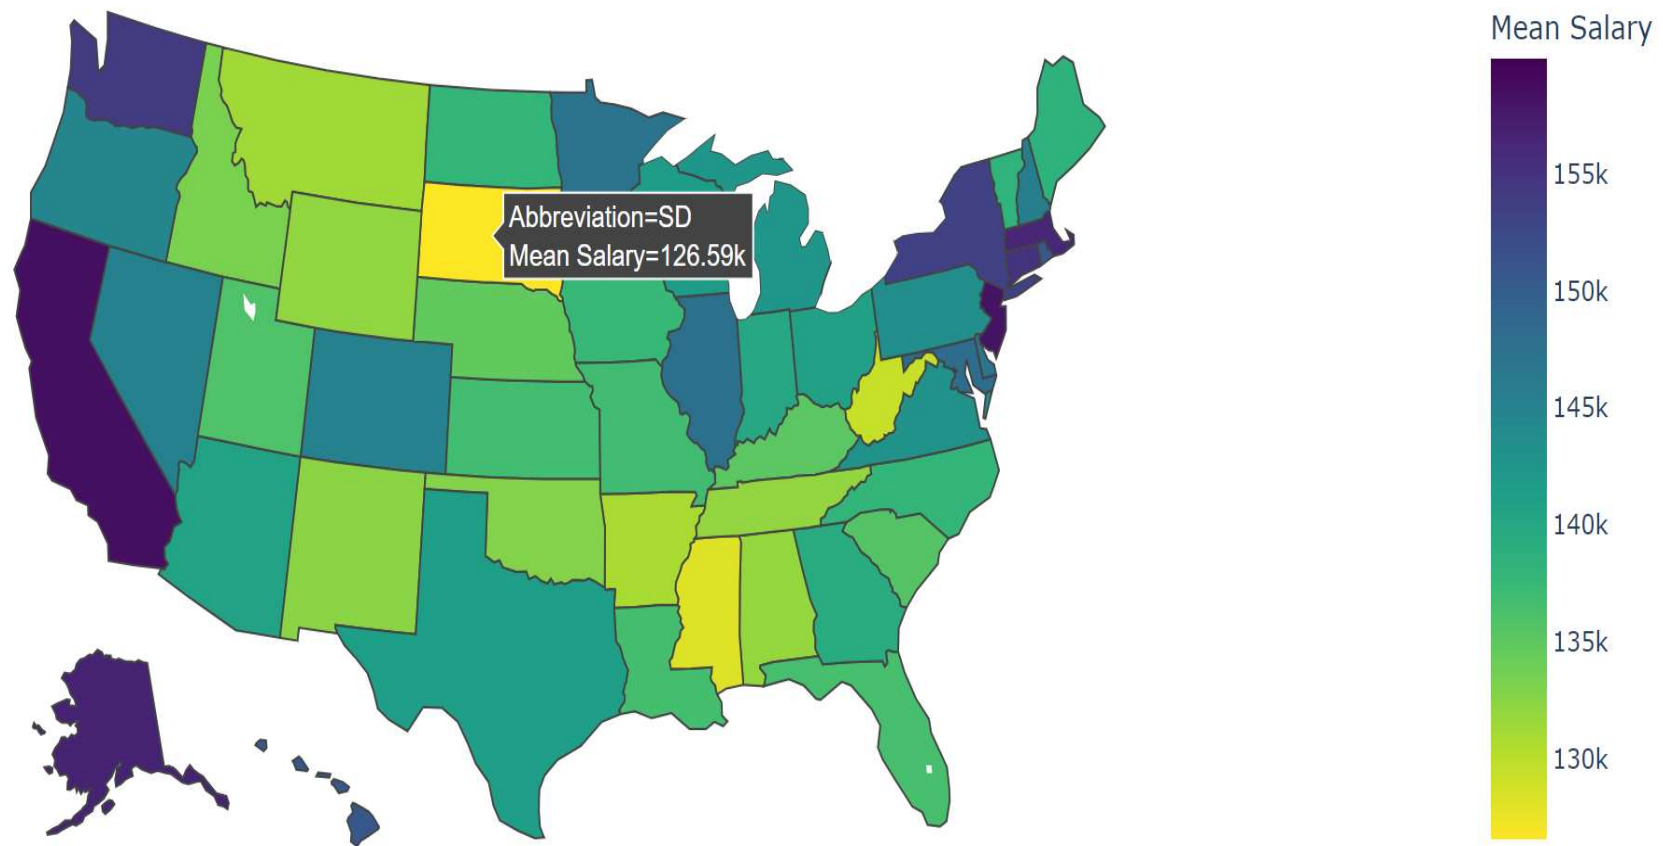 Mean Salary
155k
150k
145k
140k
135k
130k
Abbreviation=SD
Mean Salary=126.59k